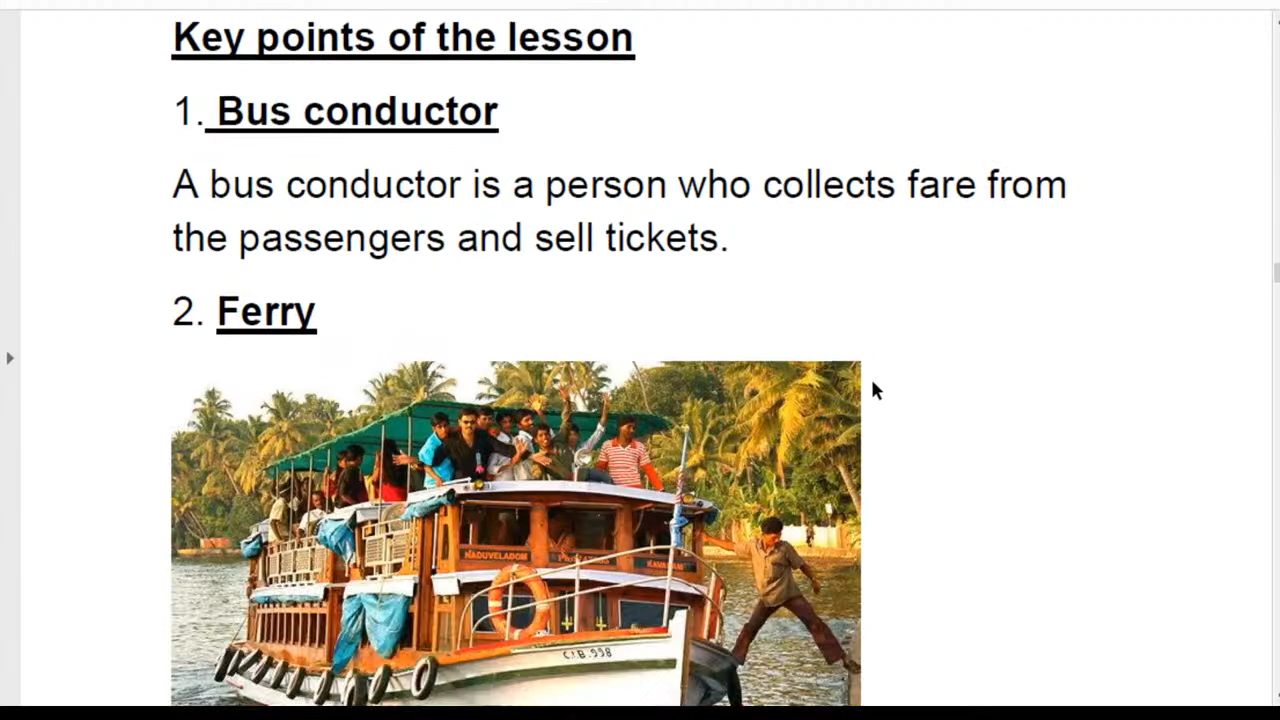 Key points of the lesson
1. Bus conductor
A bus conductor is a person who collects fare from
the passengers and sell tickets.
2. Ferry
NADUVELADOM
C.I.B.998